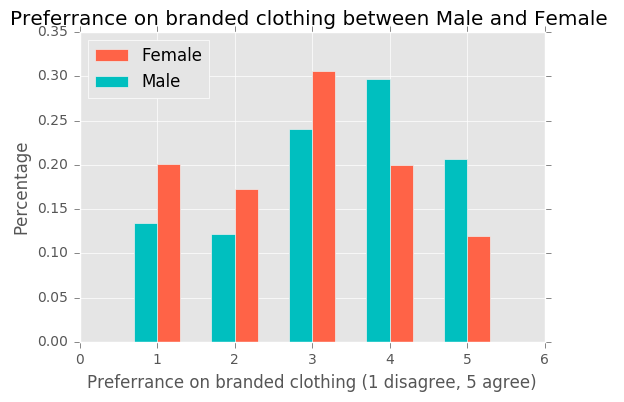 Preferrance on branded clothing between Male and Female
0.35
0.30
0.25
0.20
0.15
0.10
0.05
0.00
Percentage
Female
Male
0 1 2 3 4 5 6
Preferrance on branded clothing (1 disagree, 5 agree)